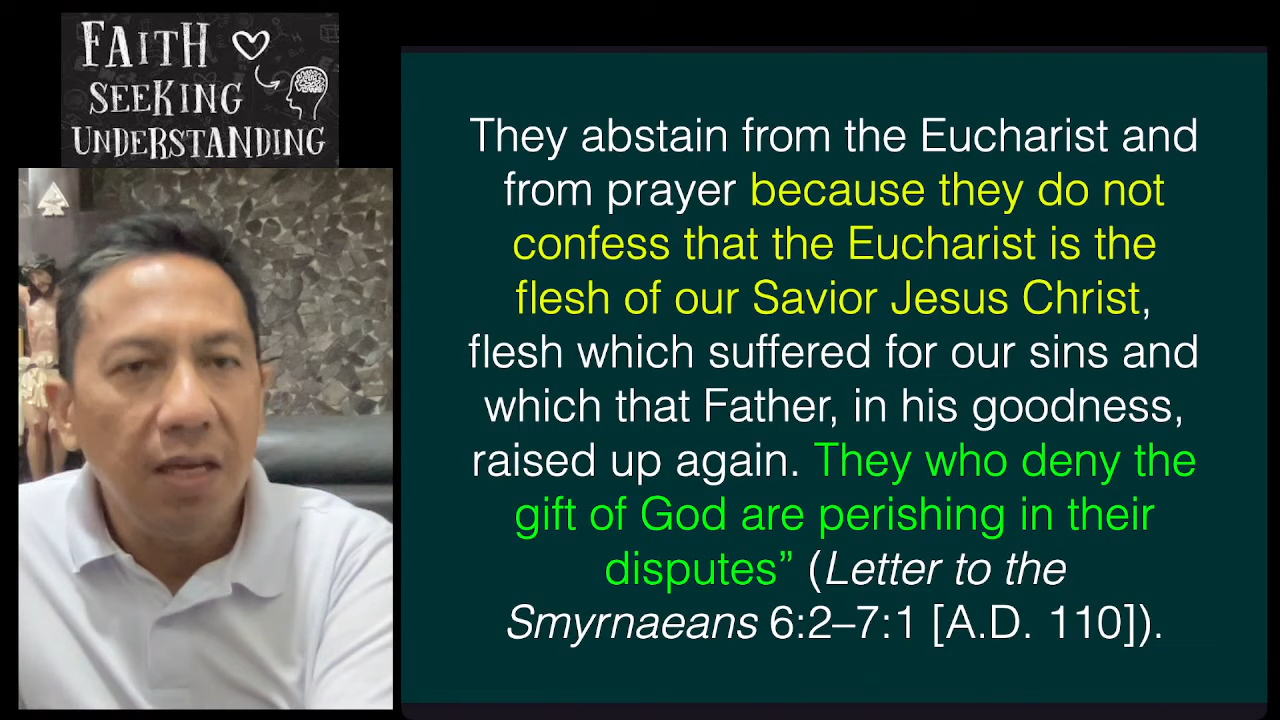 FAITH
SEEKING
UNDERSTANDING
They abstain from the Eucharist and
from prayer because they do not
confess that the Eucharist is the
flesh of our Savior Jesus Christ,
flesh which suffered for our sins and
which that Father, in his goodness,
raised up again. They who deny the
gift of God are perishing in their
disputes” (Letter to the
Smyrnaeans 6:2–7:1 [A.D. 110]).